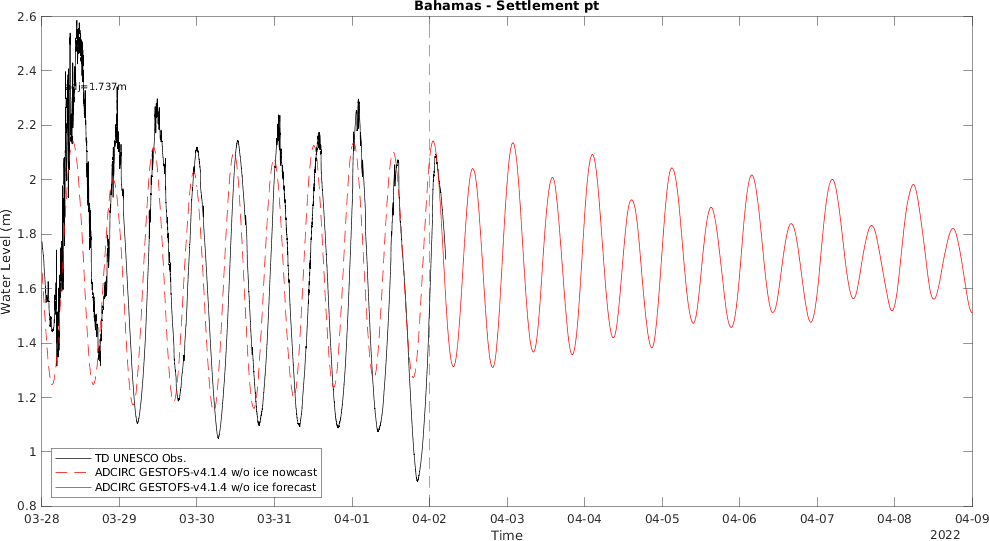 Bahamas - Settlement pt
2.6
2.4
2.2
2
1.8
1.6
1.4
1.2
1
0.8
Water Level (m)
adj=1.737m
TD UNESCO Obs.
ADCIRC GESTOFS-v4.1.4 w/o ice nowcast
ADCIRC GESTOFS-v4.1.4 w/o ice forecast
03-28 03-29 03-30 03-31 04-01 04-02 04-03 04-04 04-05 04-06 04-07 04-08 04-09
Time
2022